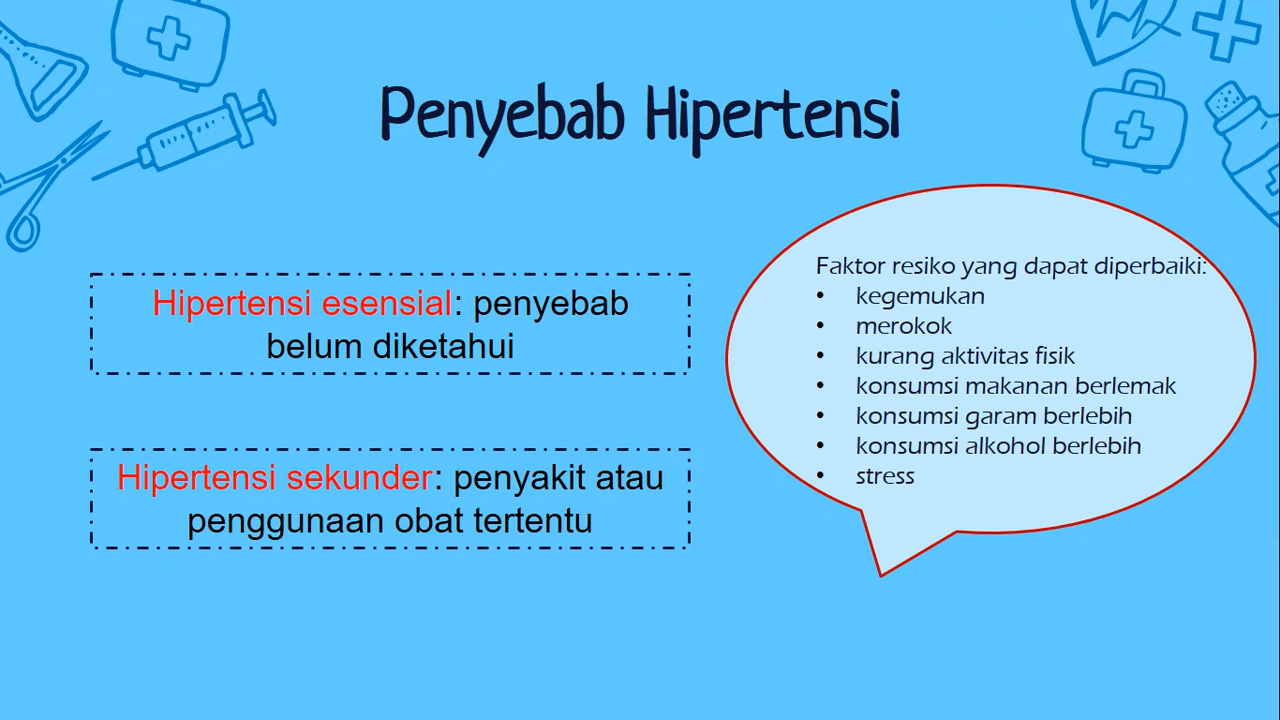 Penyebab Hipertensi
Hipertensi esensial: penyebab
belum diketahui
Hipertensi sekunder: penyakit atau
penggunaan obat tertentu
Faktor resiko yang dapat diperbaiki:
• kegemukan
• merokok
• kurang aktivitas fisik
• konsumsi makanan berlemak
• konsumsi garam berlebih
• konsumsi alkohol berlebih
• stress